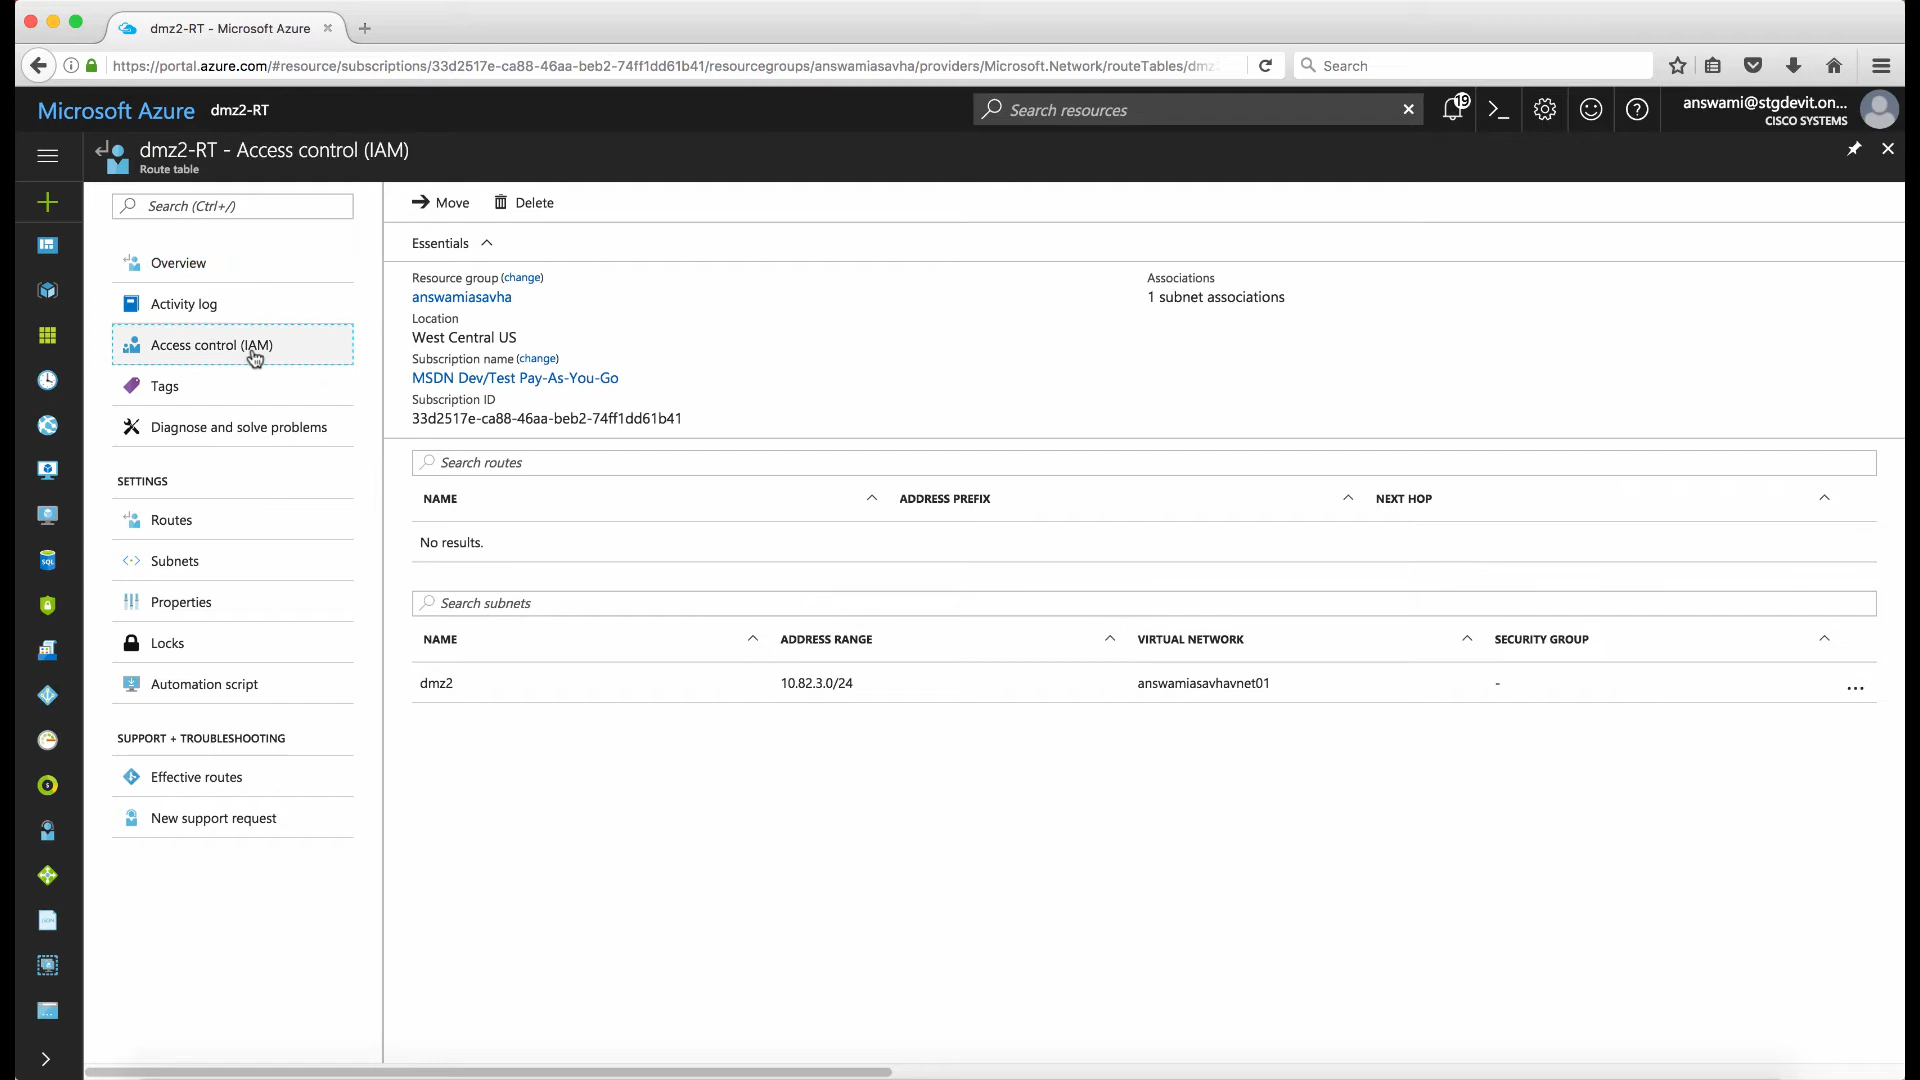 dmz2-RT - Microsoft Azure
https://portal.azure.com/#resource/subscriptions/33d2517e-ca88-46aa-beb2-74ff1dd61b41/resourcegroups/answamiasavha/providers/Microsoft.Network/routeTables/dmz
Search
Microsoft Azure dmz2-RT
Search resources
19
answami@stgdevit.on...
CISCO SYSTEMS
dmz2-RT - Access control (IAM)
Route table
Search (Ctrl+/)
Overview
Activity log
Access control (IAM)
Tags
Diagnose and solve problems
SETTINGS
Routes
Subnets
Properties
Locks
Automation script
SUPPORT + TROUBLESHOOTING
Effective routes
New support request
Move Delete
Essentials
Resource group (change)
answamiasavha
Location
West Central US
Subscription name (change)
MSDN Dev/Test Pay-As-You-Go
Subscription ID
33d2517e-ca88-46aa-beb2-74ff1dd61b41
Associations
1 subnet associations
Search routes
NAME ADDRESS PREFIX NEXT HOP
No results.
Search subnets
NAME ADDRESS RANGE VIRTUAL NETWORK SECURITY GROUP
dmz2 10.82.3.0/24 answamiasavhavnet01 - ...